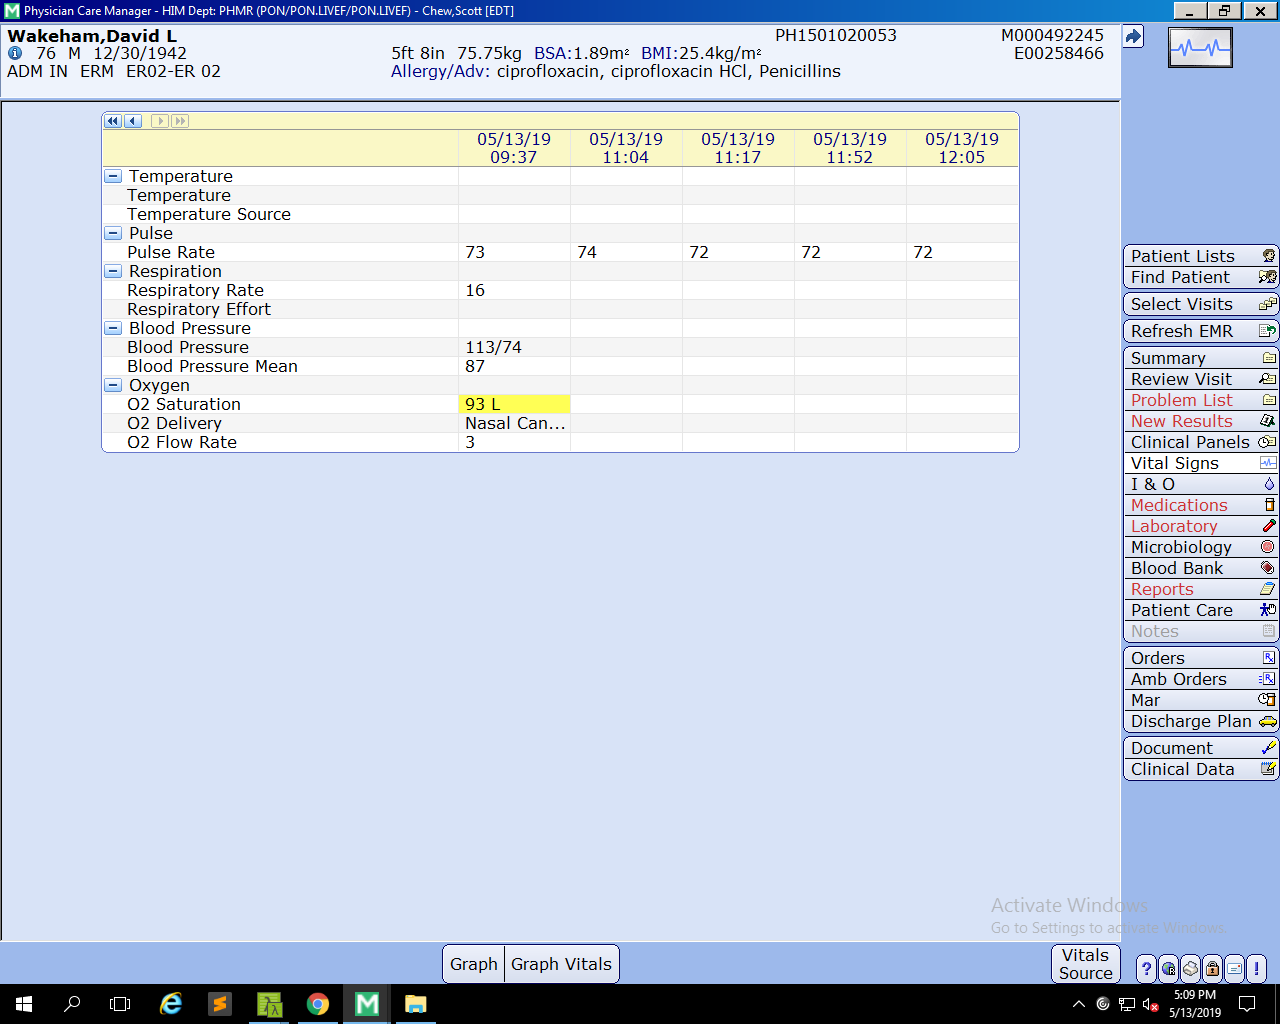 Physician Care Manager - HIM Dept: PHMR (PON/PON.LIVEF/PON.LIVEF) - Chew,Scott [EDT]
Wakeham,David L PH1501020053 M000492245
76 M 12/30/1942 5ft 8in 75.75kg BSA:1.89m² BMI:25.4kg/m² E00258466
ADM IN ERM ER02-ER 02 Allergy/Adv: ciprofloxacin, ciprofloxacin HCl, Penicillins
05/13/19 05/13/19 05/13/19 05/13/19 05/13/19
09:37 11:04 11:17 11:52 12:05
Temperature
Temperature
Temperature Source
Pulse
Pulse Rate 73 74 72 72 72
Respiration
Respiratory Rate 16
Respiratory Effort
Blood Pressure
Blood Pressure 113/74
Blood Pressure Mean 87
Oxygen
O2 Saturation 93 L
O2 Delivery Nasal Can...
O2 Flow Rate 3
Patient Lists
Find Patient
Select Visits
Refresh EMR
Summary
Review Visit
Problem List
New Results
Clinical Panels
Vital Signs
I & O
Medications
Laboratory
Microbiology
Blood Bank
Reports
Patient Care
Notes
Orders
Amb Orders
Mar
Discharge Plan
Document
Clinical Data
Activate Windows
Go to Settings to activate Windows.
Graph Graph Vitals
Vitals
Source
5:09 PM
5/13/2019